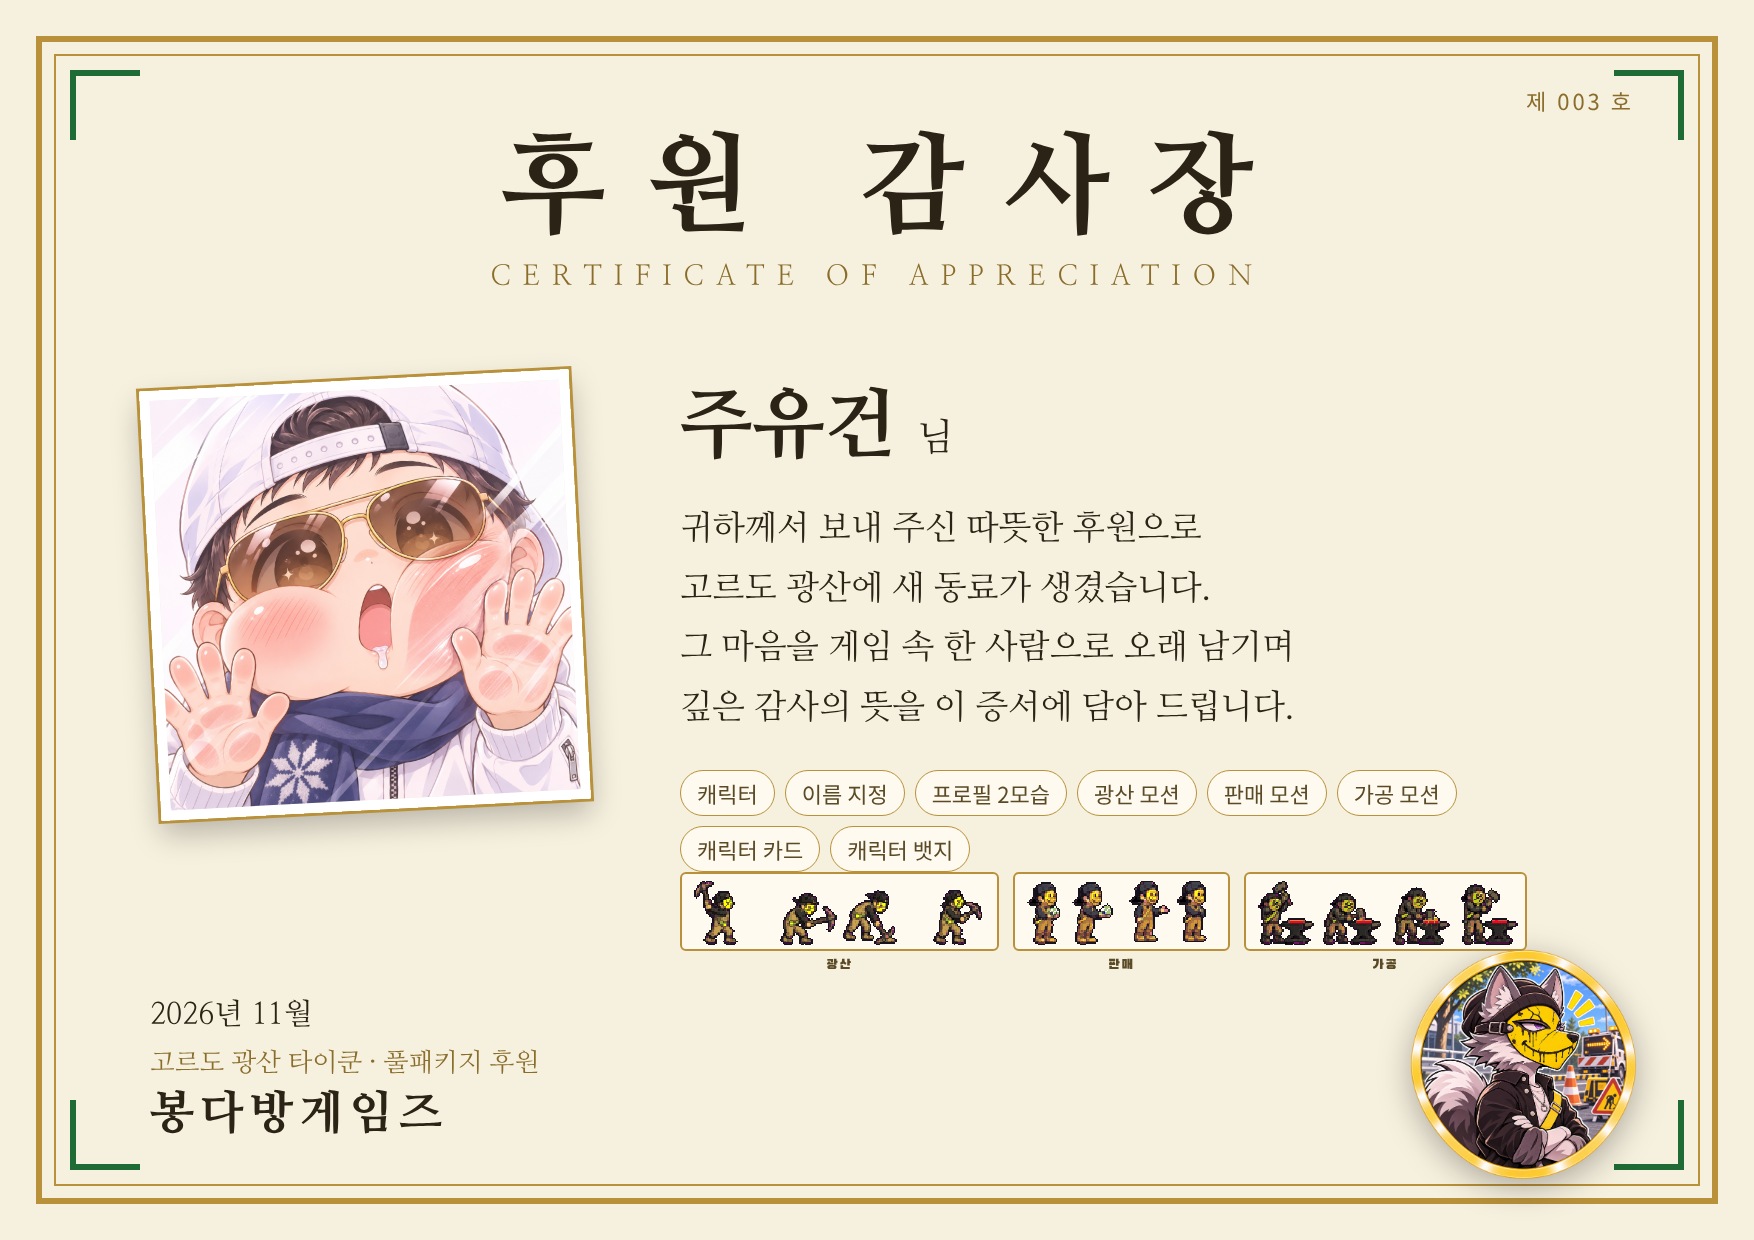 제 003 호
후원 감사장
CERTIFICATE OF APPRECIATION
주유건 님
귀하께서 보내 주신 따뜻한 후원으로
고르도 광산에 새 동료가 생겼습니다.
그 마음을 게임 속 한 사람으로 오래 남기며
깊은 감사의 뜻을 이 증서에 담아 드립니다.
캐릭터 이름 지정 프로필 2모습 광산 모션 판매 모션 가공 모션
캐릭터 카드 캐릭터 뱃지
광산 판매 가공
2026년 11월
고르도 광산 타이쿤 · 풀패키지 후원
봉다방게임즈